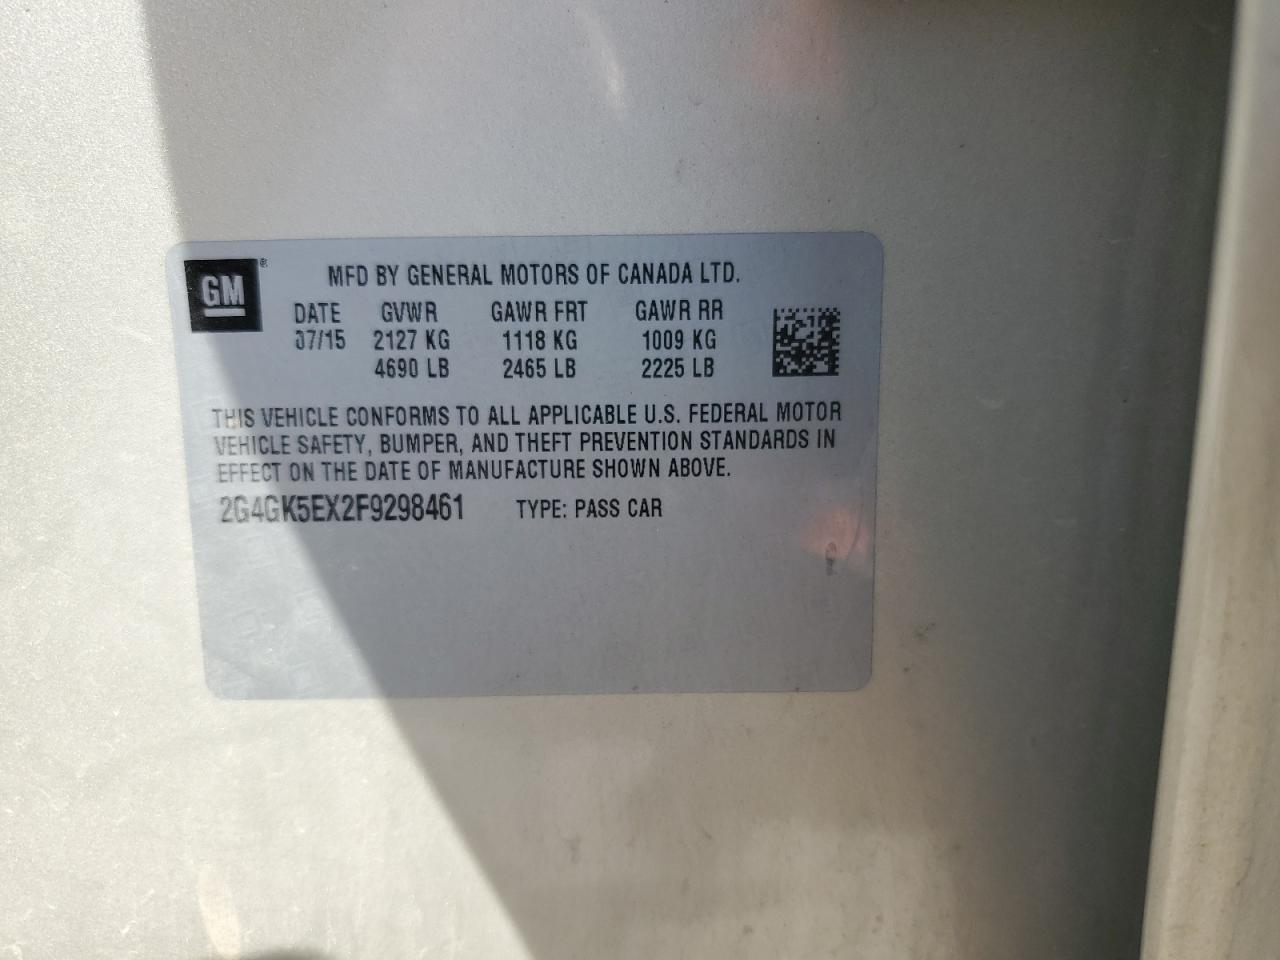 GM ®
MFD BY GENERAL MOTORS OF CANADA LTD.
DATE GVWR GAWR FRT GAWR RR
07/15 2127 KG 1118 KG 1009 KG
4690 LB 2465 LB 2225 LB
THIS VEHICLE CONFORMS TO ALL APPLICABLE U.S. FEDERAL MOTOR
VEHICLE SAFETY, BUMPER, AND THEFT PREVENTION STANDARDS IN
EFFECT ON THE DATE OF MANUFACTURE SHOWN ABOVE.
2G4GK5EX2F9298461 TYPE: PASS CAR